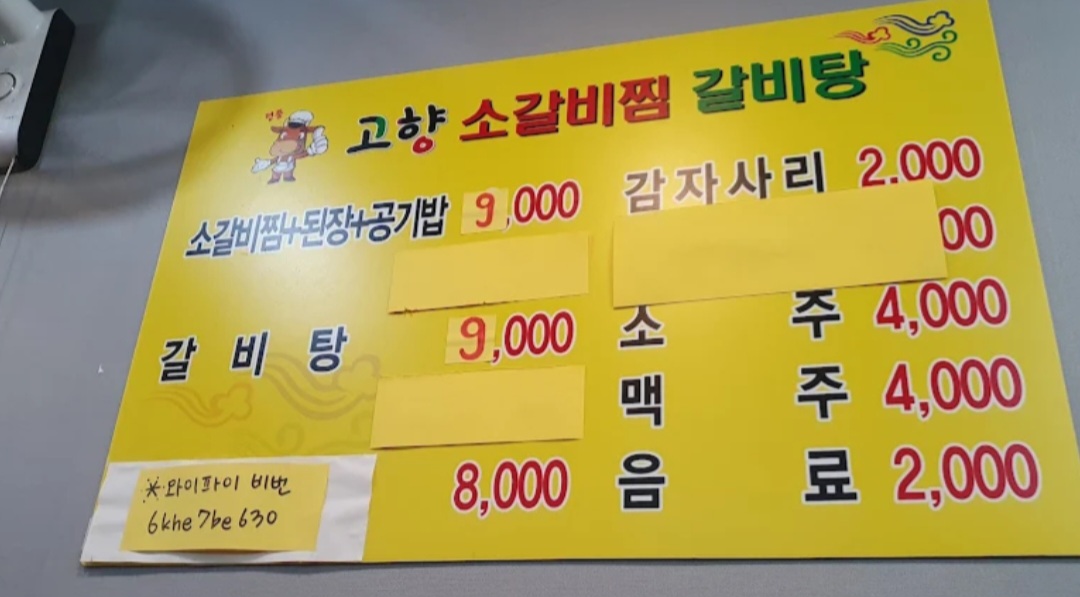 전통
고향 소갈비찜 갈비탕
소갈비찜+된장+공기밥 9,000
갈비탕 9,000
8,000
※와이파이 비번
6khe7be630
감자사리 2,000
00
소주 4,000
맥주 4,000
음료 2,000